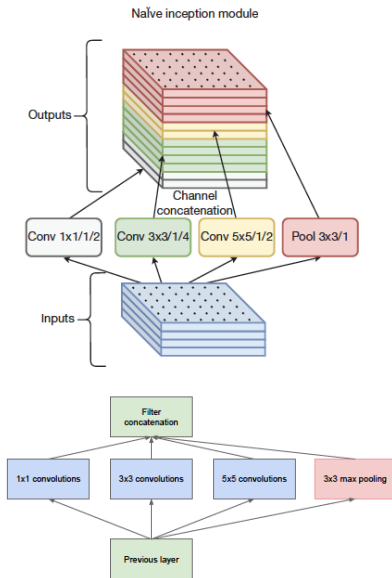 Naïve inception module
Outputs
Channel
concatenation
Conv 1x1/1/2
Conv 3x3/1/4
Conv 5x5/1/2
Pool 3x3/1
Inputs
Filter
concatenation
1x1 convolutions
3x3 convolutions
5x5 convolutions
3x3 max pooling
Previous layer